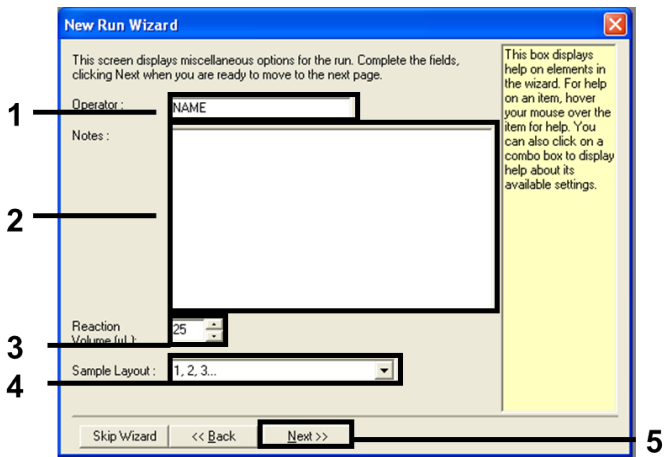 New Run Wizard
This screen displays miscellaneous options for the run. Complete the fields,
clicking Next when you are ready to move to the next page.
This box displays
help on elements in
the wizard. For help
on an item, hover
your mouse over the
item for help. You
can also click on a
combo box to display
help about its
available settings.
1
Operator :
NAME
Notes :
2
Reaction
Volume (µL):
25
3
Sample Layout :
1, 2, 3...
4
Skip Wizard
<< Back
Next >>
5